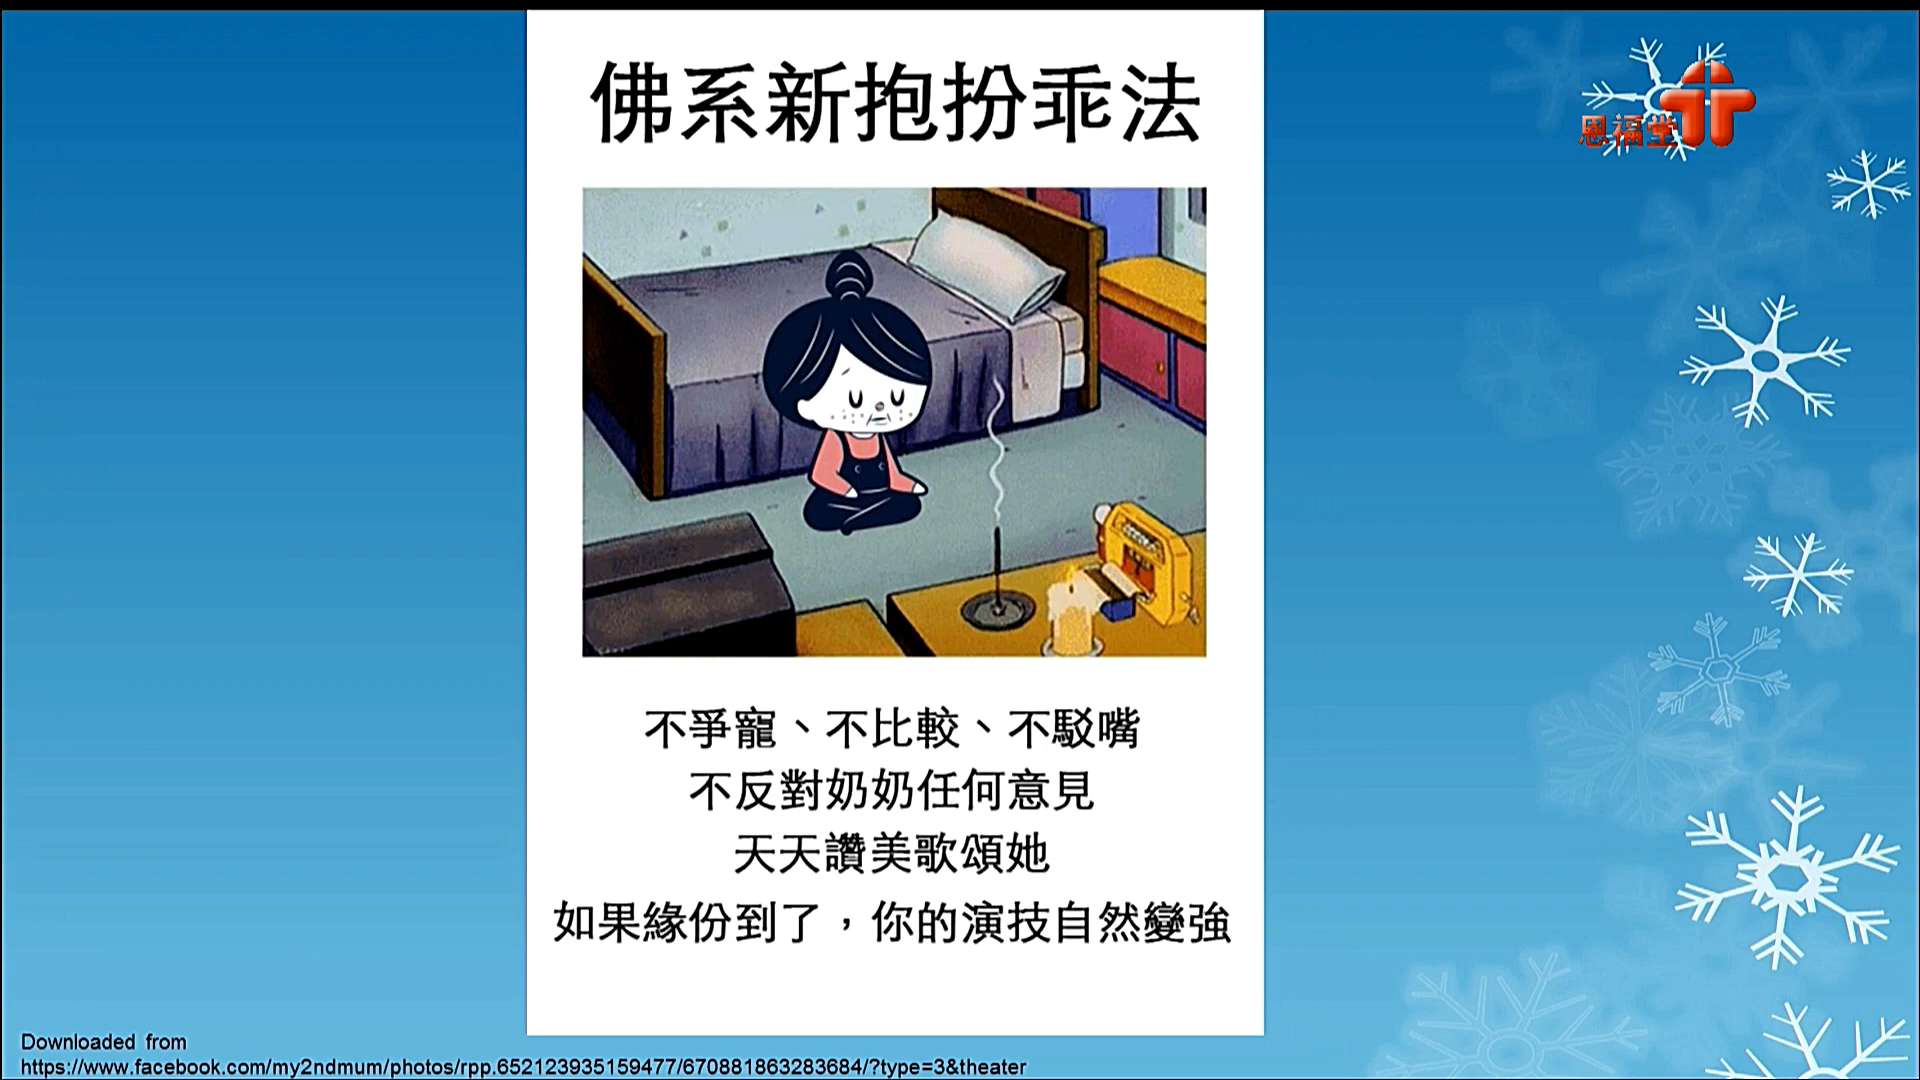 佛系新抱扮乖法
恩福堂
不爭寵、不比較、不駁嘴
不反對奶奶任何意見
天天讚美歌頌她
如果緣份到了，你的演技自然變強
Downloaded from
https://www.facebook.com/my2ndmum/photos/rpp.652123935159477/670881863283684/?type=3&theater